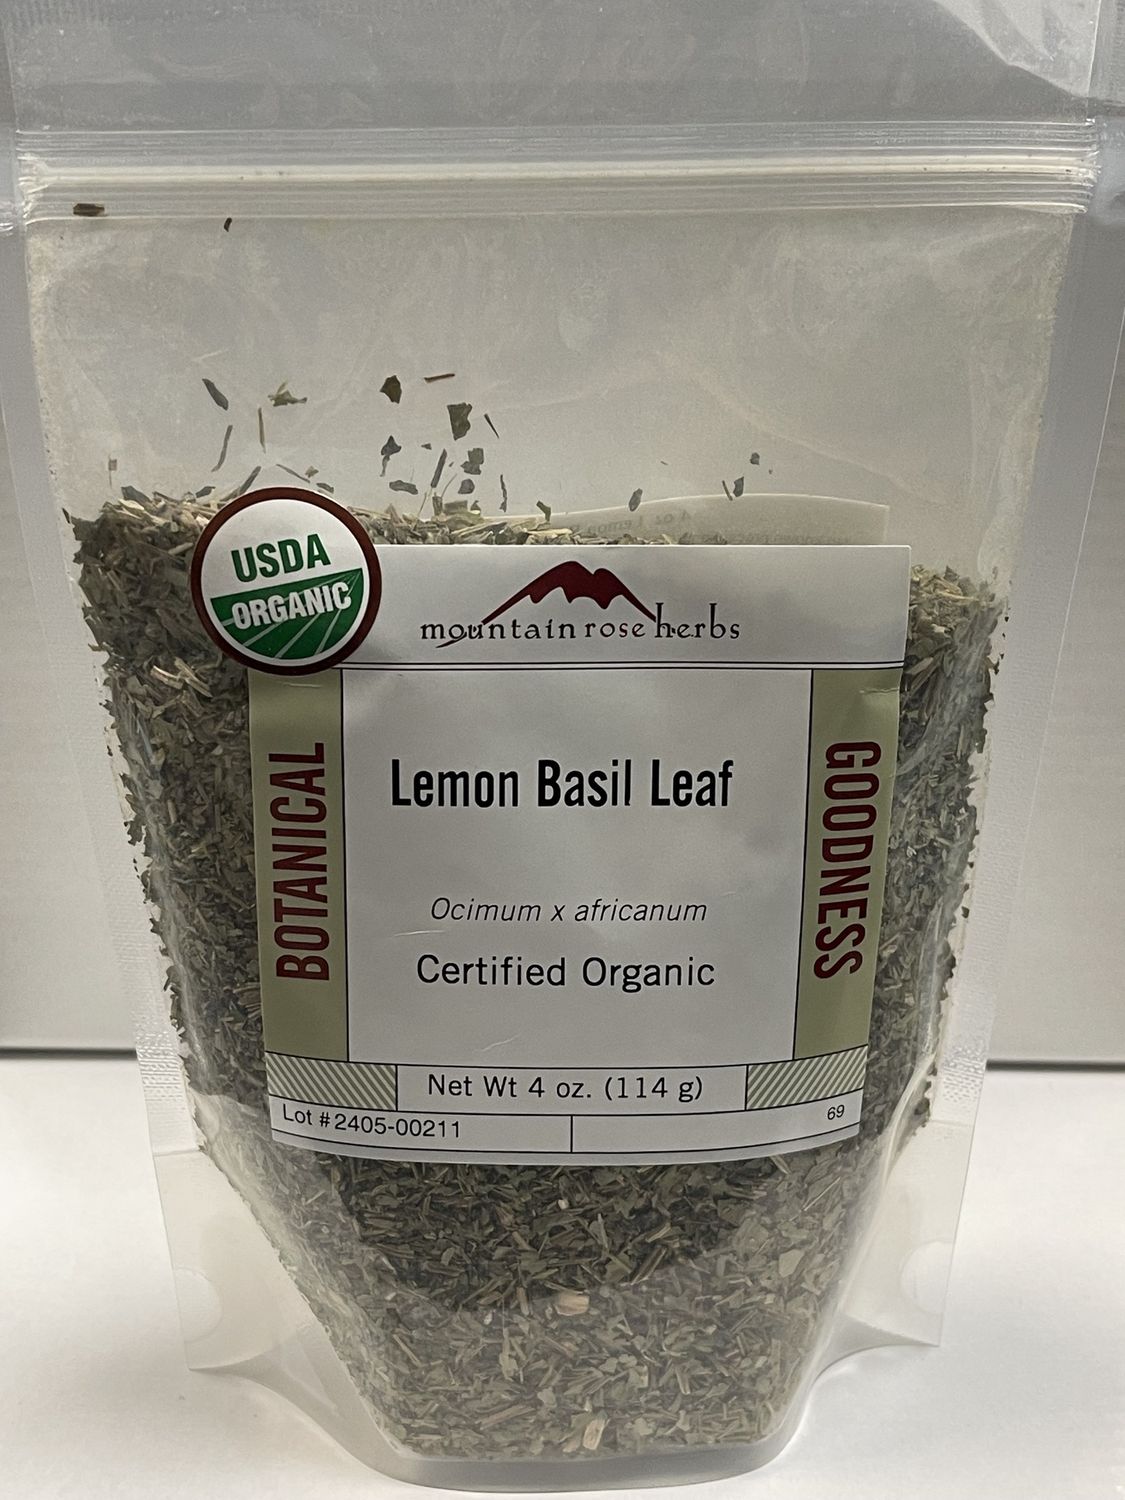 USDA
ORGANIC
mountain rose herbs
BOTANICAL
Lemon Basil Leaf
Ocimum x africanum
Certified Organic
GOODNESS
Net Wt 4 oz. (114 g)
Lot # 2405-00211
69